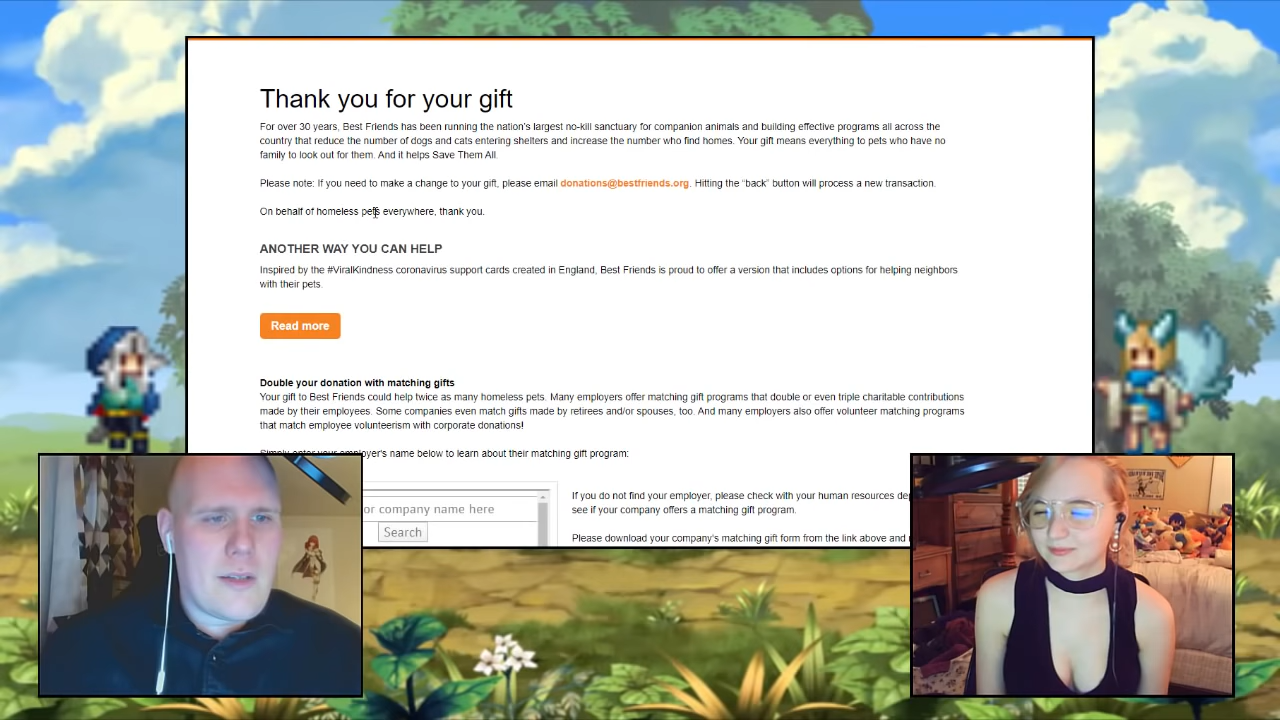 Thank you for your gift
For over 30 years, Best Friends has been running the nation's largest no-kill sanctuary for companion animals and building effective programs all across the
country that reduce the number of dogs and cats entering shelters and increase the number who find homes. Your gift means everything to pets who have no
family to look out for them. And it helps Save Them All.
Please note: If you need to make a change to your gift, please email donations@bestfriends.org. Hitting the “back” button will process a new transaction.
On behalf of homeless pets everywhere, thank you.
ANOTHER WAY YOU CAN HELP
Inspired by the #ViralKindness coronavirus support cards created in England, Best Friends is proud to offer a version that includes options for helping neighbors
with their pets.
Read more
Double your donation with matching gifts
Your gift to Best Friends could help twice as many homeless pets. Many employers offer matching gift programs that double or even triple charitable contributions
made by their employees. Some companies even match gifts made by retirees and/or spouses, too. And many employers also offer volunteer matching programs
that match employee volunteerism with corporate donations!
Simply enter your employer's name below to learn about their matching gift program:
or company name here
Search
If you do not find your employer, please check with your human resources
see if your company offers a matching gift program.
Please download your company's matching gift form from the link above and